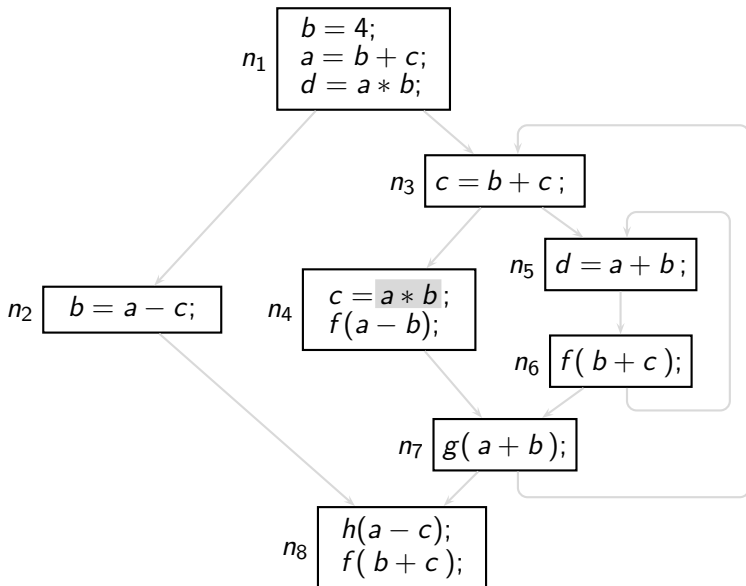 n1
b = 4;
a = b + c;
d = a ∗ b;
n3
c = b + c ;
n5
d = a + b ;
n2
b = a − c;
n4
c = a ∗ b ;
f(a − b);
n6
f( b + c );
n7
g( a + b );
n8
h(a − c);
f( b + c );